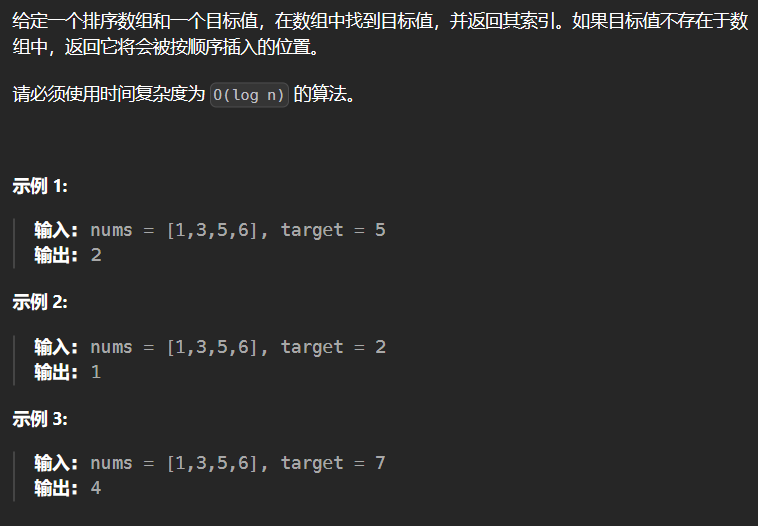 给定一个排序数组和一个目标值，在数组中找到目标值，并返回其索引。如果目标值不存在于数
组中，返回它将会被按顺序插入的位置。
请必须使用时间复杂度为 O(log n) 的算法。
示例 1:
输入: nums = [1,3,5,6], target = 5
输出: 2
示例 2:
输入: nums = [1,3,5,6], target = 2
输出: 1
示例 3:
输入: nums = [1,3,5,6], target = 7
输出: 4